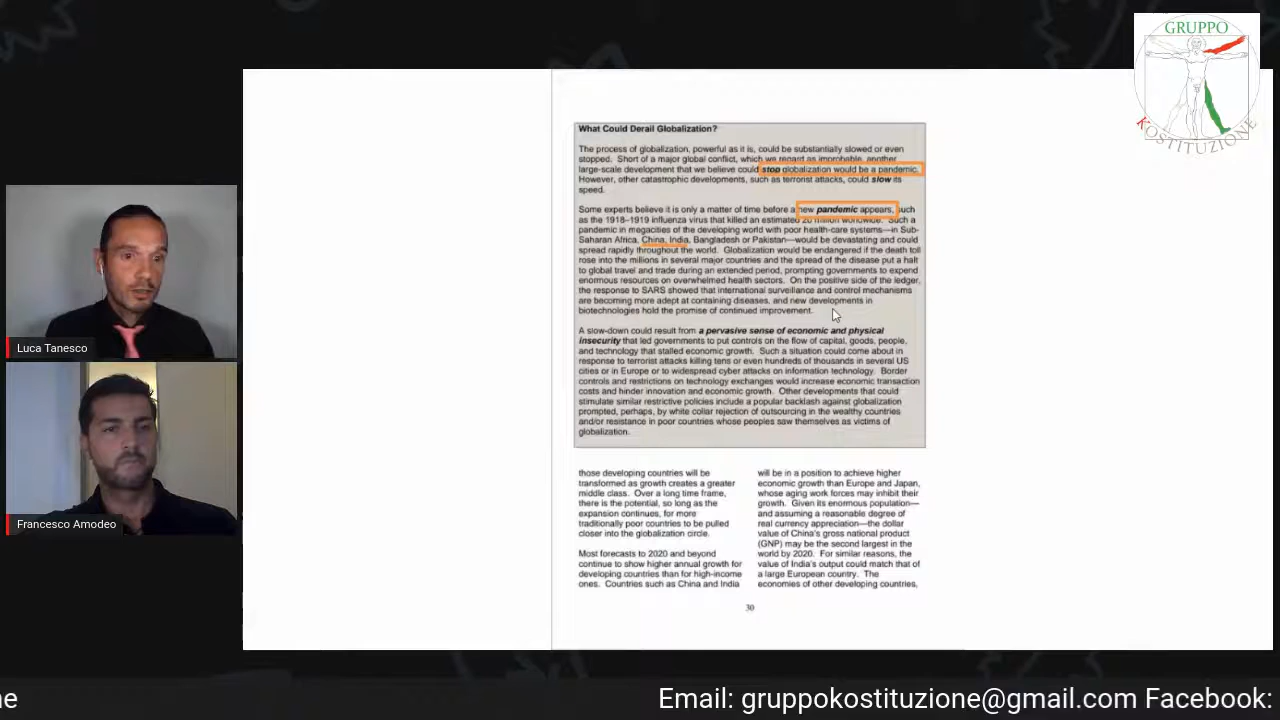 GRUPPO
KOSTITUZIONE
What Could Derail Globalization?
The process of globalization, powerful as it is, could be substantially slowed or even
stopped. Short of a major global conflict, which we regard as improbable, another
large-scale development that we believe could stop globalization would be a pandemic.
However, other catastrophic developments, such as terrorist attacks, could slow its
speed.
Some experts believe it is only a matter of time before a new pandemic appears, such
as the 1918–1919 influenza virus that killed an estimated 20 million worldwide. Such a
pandemic in megacities of the developing world with poor health-care systems—in Sub-
Saharan Africa, China, India, Bangladesh or Pakistan—would be devastating and could
spread rapidly throughout the world. Globalization would be endangered if the death toll
rose into the millions in several major countries and the spread of the disease put a halt
to global travel and trade during an extended period, prompting governments to expend
enormous resources on overwhelmed health sectors. On the positive side of the ledger,
the response to SARS showed that international surveillance and control mechanisms
are becoming more adept at containing diseases, and new developments in
biotechnologies hold the promise of continued improvement.
A slow-down could result from a pervasive sense of economic and physical
insecurity that led governments to put controls on the flow of capital, goods, people,
and technology that stalled economic growth. Such a situation could come about in
response to terrorist attacks killing tens or even hundreds of thousands in several US
cities or in Europe or to widespread cyber attacks on information technology. Border
controls and restrictions on technology exchanges would increase economic transaction
costs and hinder innovation and economic growth. Other developments that could
stimulate similar restrictive policies include a popular backlash against globalization
prompted, perhaps, by white collar rejection of outsourcing in the wealthy countries
and/or resistance in poor countries whose peoples saw themselves as victims of
globalization.
those developing countries will be
transformed as growth creates a greater
middle class. Over a long time frame,
there is the potential, so long as the
expansion continues, for more
traditionally poor countries to be pulled
closer into the globalization circle.
Most forecasts to 2020 and beyond
continue to show higher annual growth for
developing countries than for high-income
ones. Countries such as China and India
will be in a position to achieve higher
economic growth than Europe and Japan,
whose aging work forces may inhibit their
growth. Given its enormous population—
and assuming a reasonable degree of
real currency appreciation—the dollar
value of China's gross national product
(GNP) may be the second largest in the
world by 2020. For similar reasons, the
value of India's output could match that of
a large European country. The
economies of other developing countries,
30
Luca Tanesco
Francesco Amodeo
ne
Email: gruppokostituzione@gmail.com Facebook: